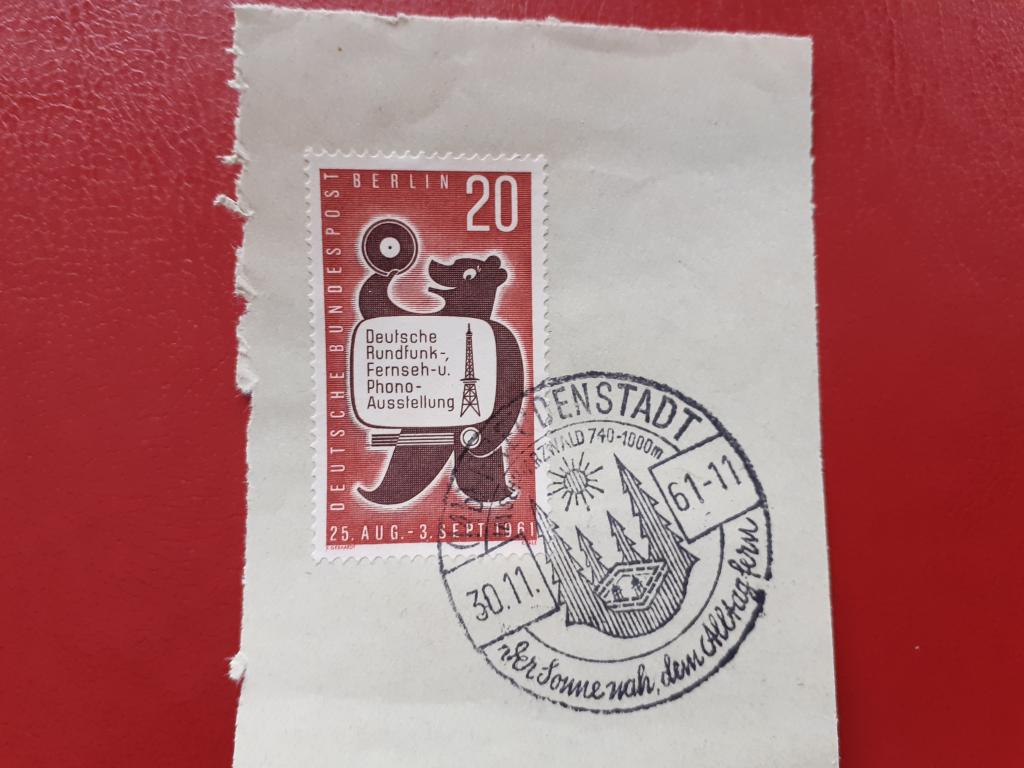 DEUTSCHE BUNDESPOST
BERLIN
20
Deutsche
Rundfunk-,
Fernseh-u.
Phono-
Ausstellung
25. AUG. - 3. SEPT. 1961
DENSTADT
ARZWALD 740-1000m
30.11.
61-11
Der Sonne nah, dem Alltag fern